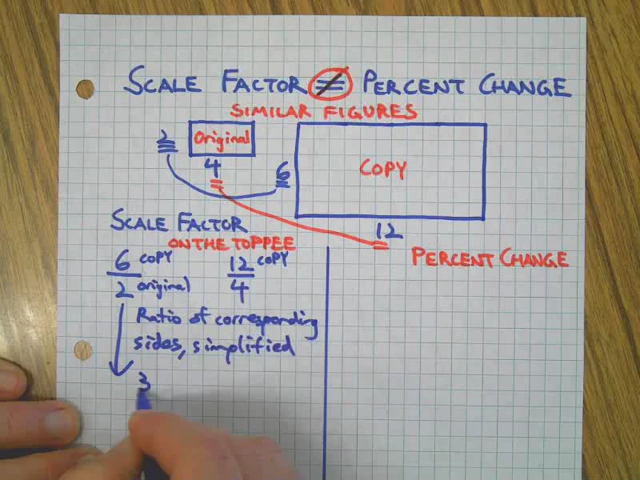 SCALE FACTOR ≠ PERCENT CHANGE
SIMILAR FIGURES
2 Original 6 COPY
4
12
SCALE FACTOR
ON THE TOPPEE
PERCENT CHANGE
6 COPY 12 COPY
2 original 4
Ratio of corresponding
sides, simplified
3